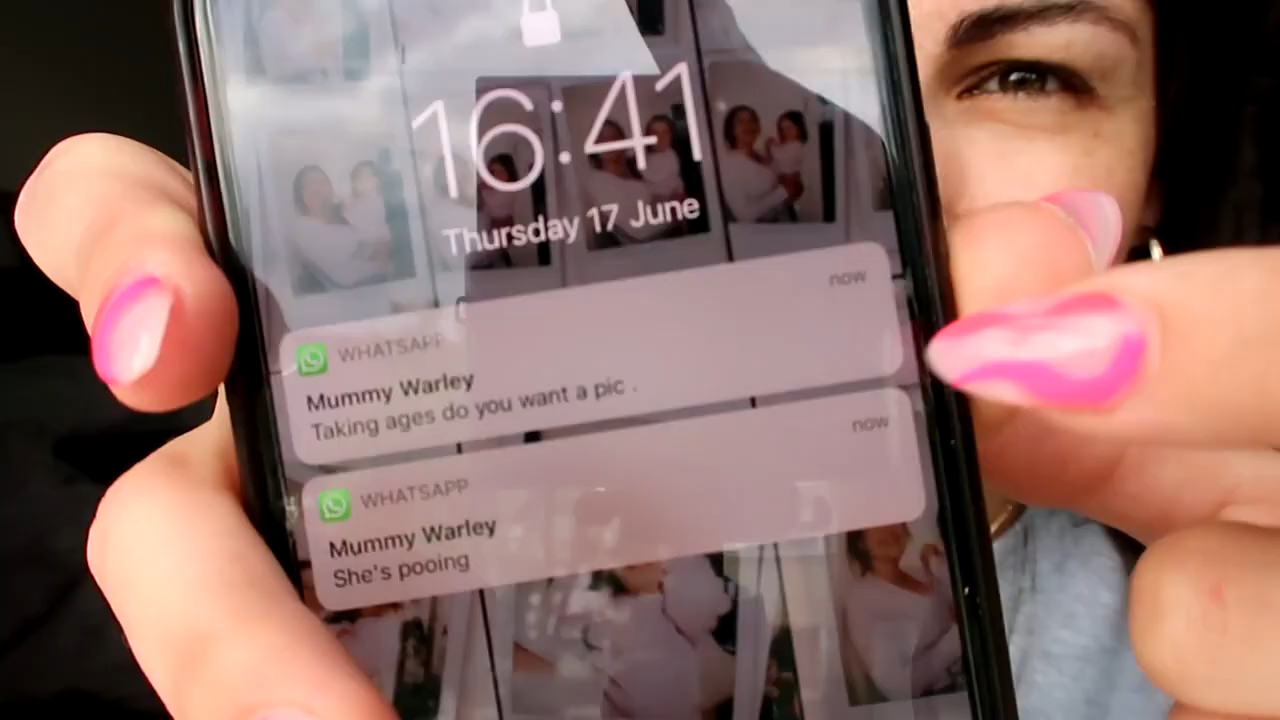 16:41
Thursday 17 June
WHATSAPP
now
Mummy Warley
Taking ages do you want a pic .
WHATSAPP
now
Mummy Warley
She's pooing